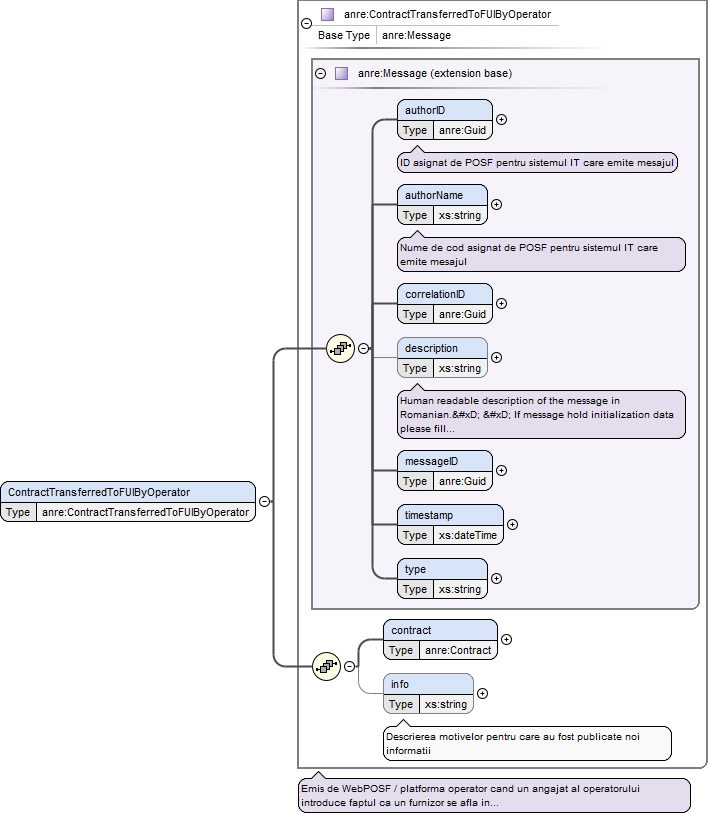 anre:ContractTransferredToFUIByOperator
Base Type anre:Message
anre:Message (extension base)
authorID
Type anre:Guid
ID asignat de POSF pentru sistemul IT care emite mesajul
authorName
Type xs:string
Nume de cod asignat de POSF pentru sistemul IT care
emite mesajul
correlationID
Type anre:Guid
description
Type xs:string
Human readable description of the message in
Romanian.&#xD; &#xD; If message hold initialization data
please fill...
messageID
Type anre:Guid
ContractTransferredToFUIByOperator
Type anre:ContractTransferredToFUIByOperator
timestamp
Type xs:dateTime
type
Type xs:string
contract
Type anre:Contract
info
Type xs:string
Descrierea motivelor pentru care au fost publicate noi
informatii
Emis de WebPOSF / platforma operator cand un angajat al operatorului
introduce faptul ca un furnizor se afla in...